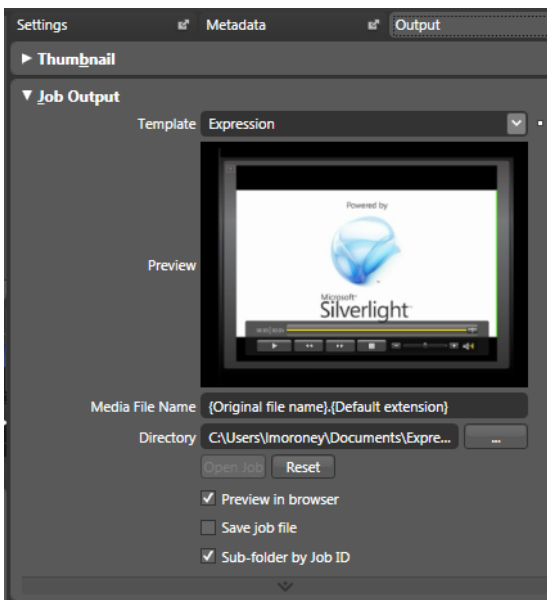 Settings Metadata Output
Thumbnail
Job Output
Template Expression
Powered by
Preview
Microsoft
Silverlight
Media File Name {Original file name}.{Default extension}
Directory C:\Users\lmoroney\Documents\Expre... ...
Open Job Reset
Preview in browser
Save job file
Sub-folder by Job ID